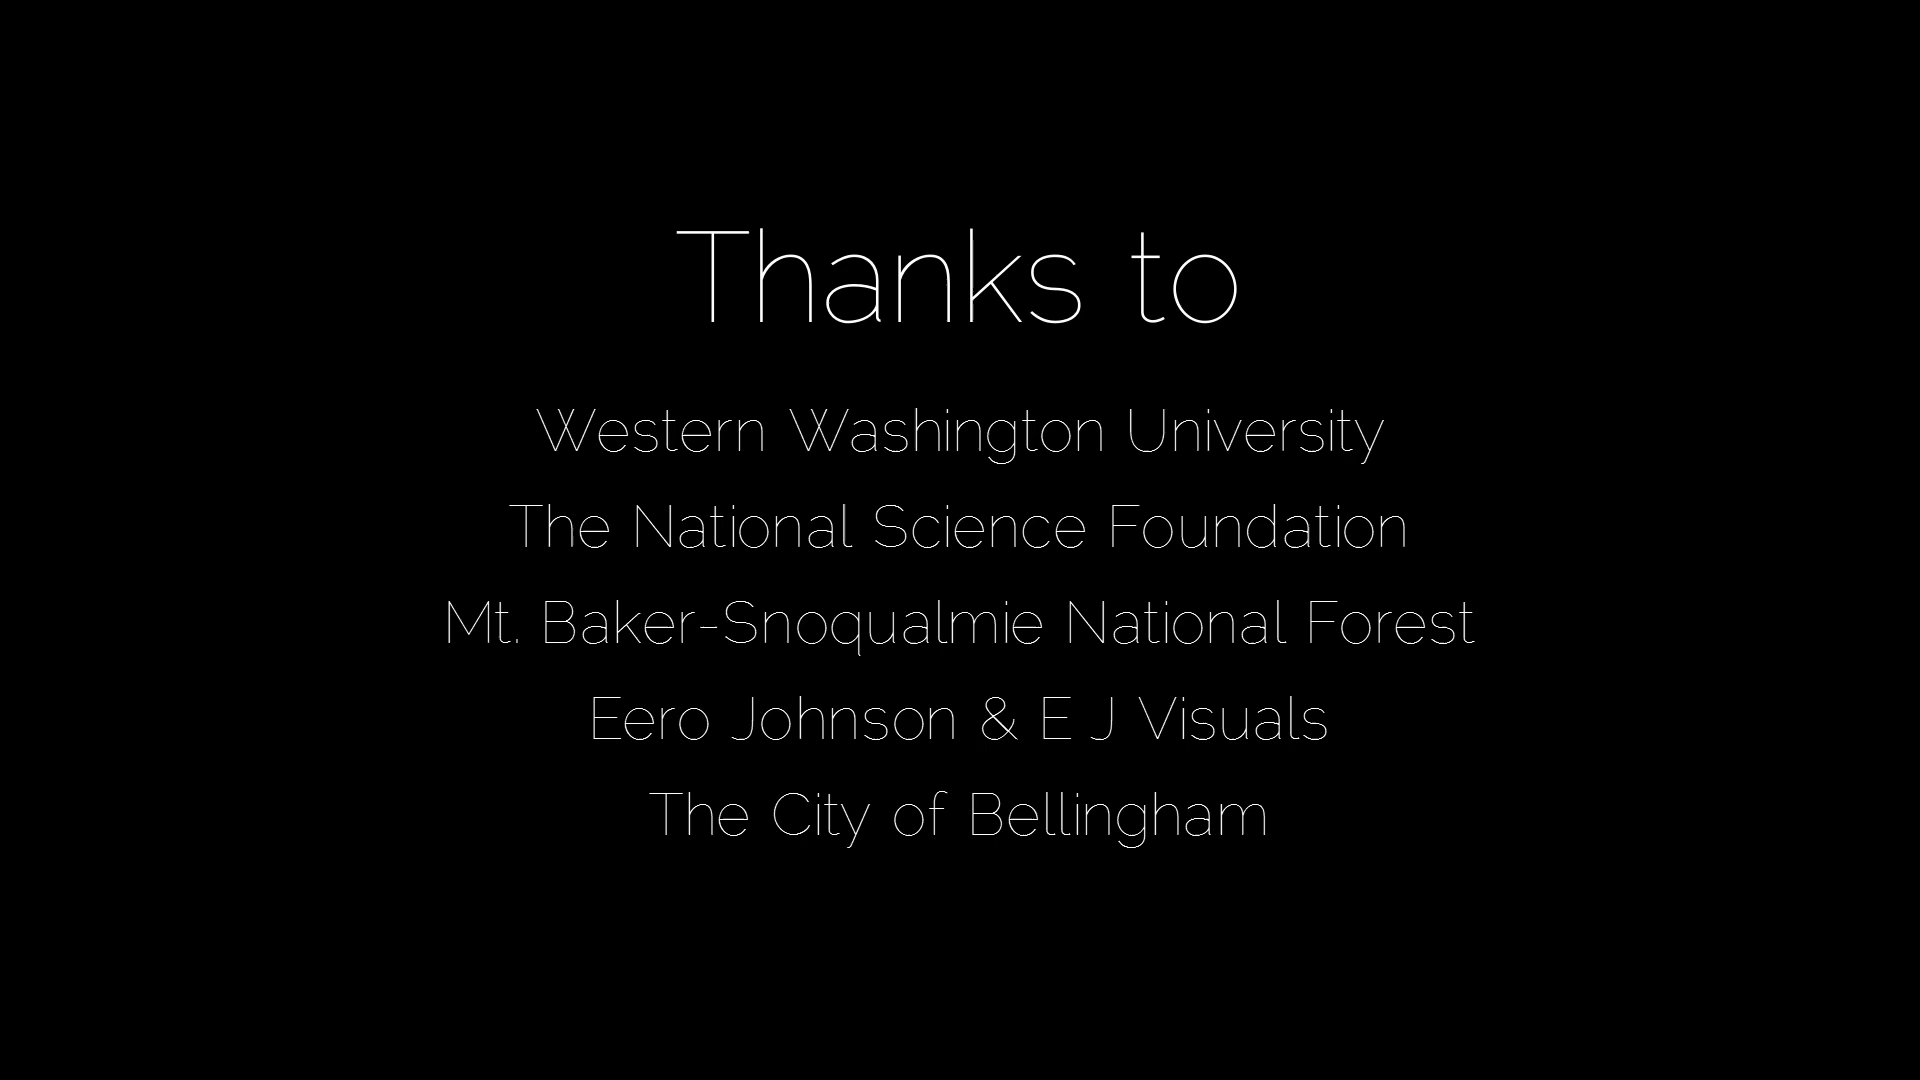 Thanks to
Western Washington University
The National Science Foundation
Mt. Baker-Snoqualmie National Forest
Eero Johnson & E J Visuals
The City of Bellingham